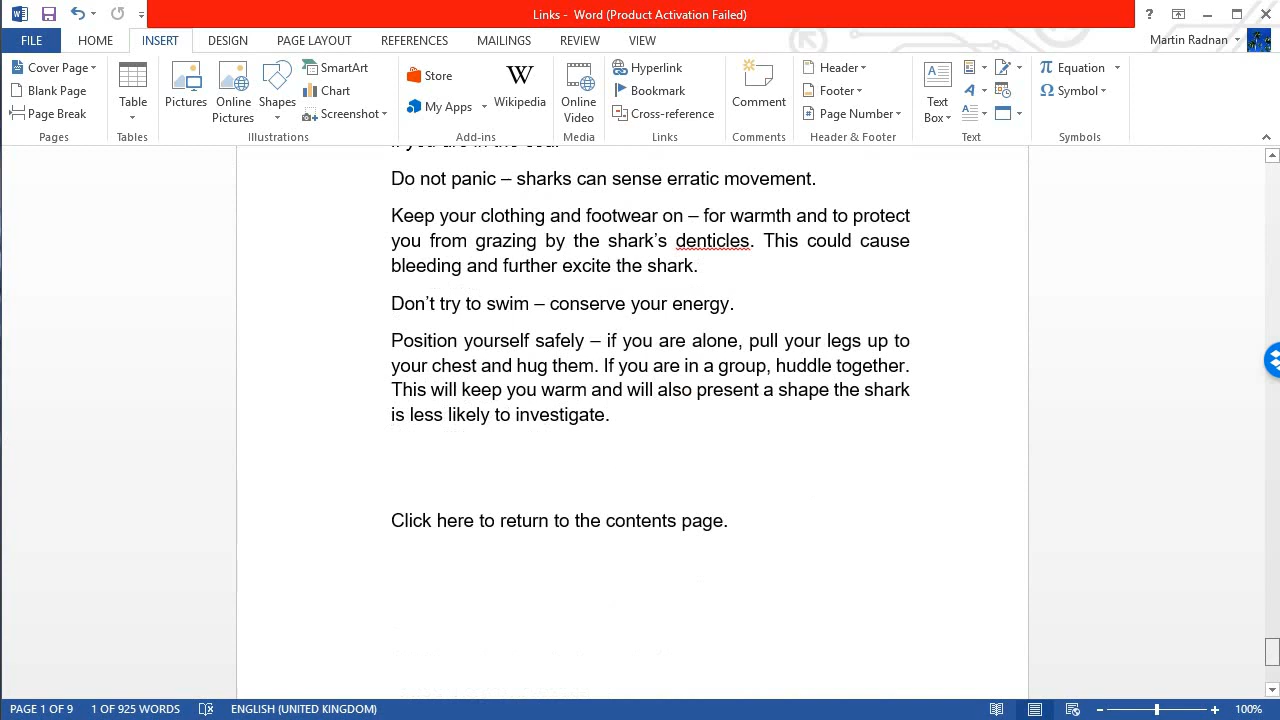 Links - Word (Product Activation Failed)
FILE HOME INSERT DESIGN PAGE LAYOUT REFERENCES MAILINGS REVIEW VIEW Martin Radnan
Cover Page
Blank Page
Page Break
Pages
Table
Tables
Pictures
Online Pictures
Shapes
SmartArt
Chart
Screenshot
Illustrations
Store
My Apps
Wikipedia
Add-ins
Online Video
Media
Hyperlink
Bookmark
Cross-reference
Links
Comment
Comments
Header
Footer
Page Number
Header & Footer
Text Box
Text
Equation
Symbol
Symbols
Do not panic – sharks can sense erratic movement.
Keep your clothing and footwear on – for warmth and to protect
you from grazing by the shark’s denticles. This could cause
bleeding and further excite the shark.
Don’t try to swim – conserve your energy.
Position yourself safely – if you are alone, pull your legs up to
your chest and hug them. If you are in a group, huddle together.
This will keep you warm and will also present a shape the shark
is less likely to investigate.
Click here to return to the contents page.
PAGE 1 OF 9 1 OF 925 WORDS ENGLISH (UNITED KINGDOM) 100%